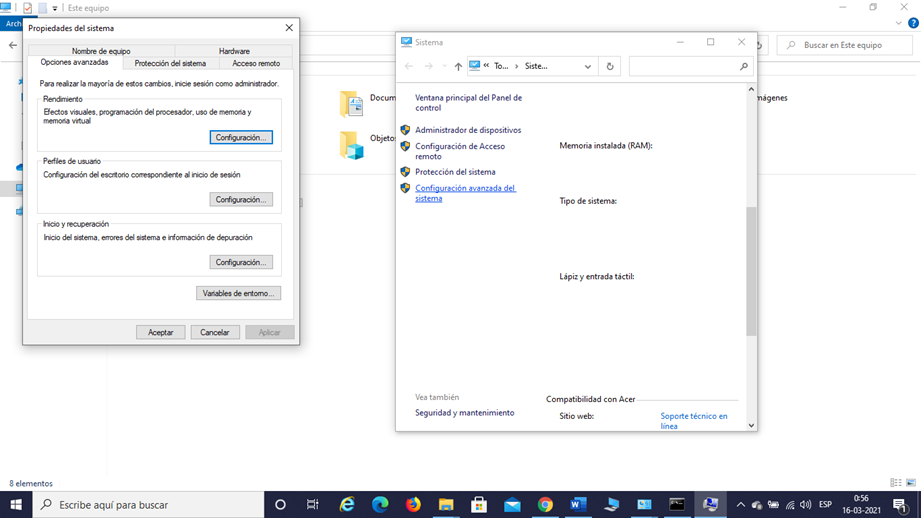 Este equipo
Arch
Buscar en Este equipo
Propiedades del sistema
Nombre de equipo
Hardware
Opciones avanzadas
Protección del sistema
Acceso remoto
Para realizar la mayoría de estos cambios, inicie sesión como administrador.
Rendimiento
Efectos visuales, programación del procesador, uso de memoria y
memoria virtual
Configuración...
Perfiles de usuario
Configuración del escritorio correspondiente al inicio de sesión
Configuración...
Inicio y recuperación
Inicio del sistema, errores del sistema e información de depuración
Configuración...
Variables de entorno...
Aceptar
Cancelar
Aplicar
Docum
Objetos
Sistema
To...
Siste...
Ventana principal del Panel de
control
Administrador de dispositivos
Configuración de Acceso
remoto
Protección del sistema
Configuración avanzada del
sistema
Memoria instalada (RAM):
Tipo de sistema:
Lápiz y entrada táctil:
Vea también
Seguridad y mantenimiento
Compatibilidad con Acer
Sitio web:
Soporte técnico en
línea
mágenes
8 elementos
Escribe aquí para buscar
ESP
0:56
16-03-2021
1